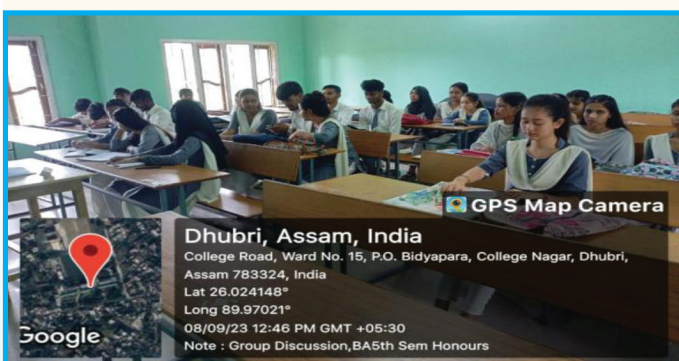 GPS Map Camera
Dhubri, Assam, India
College Road, Ward No. 15, P.O. Bidyapara, College Nagar, Dhubri,
Assam 783324, India
Lat 26.024148°
Long 89.97021°
08/09/23 12:46 PM GMT +05:30
Note : Group Discussion,BA5th Sem Honours
Google